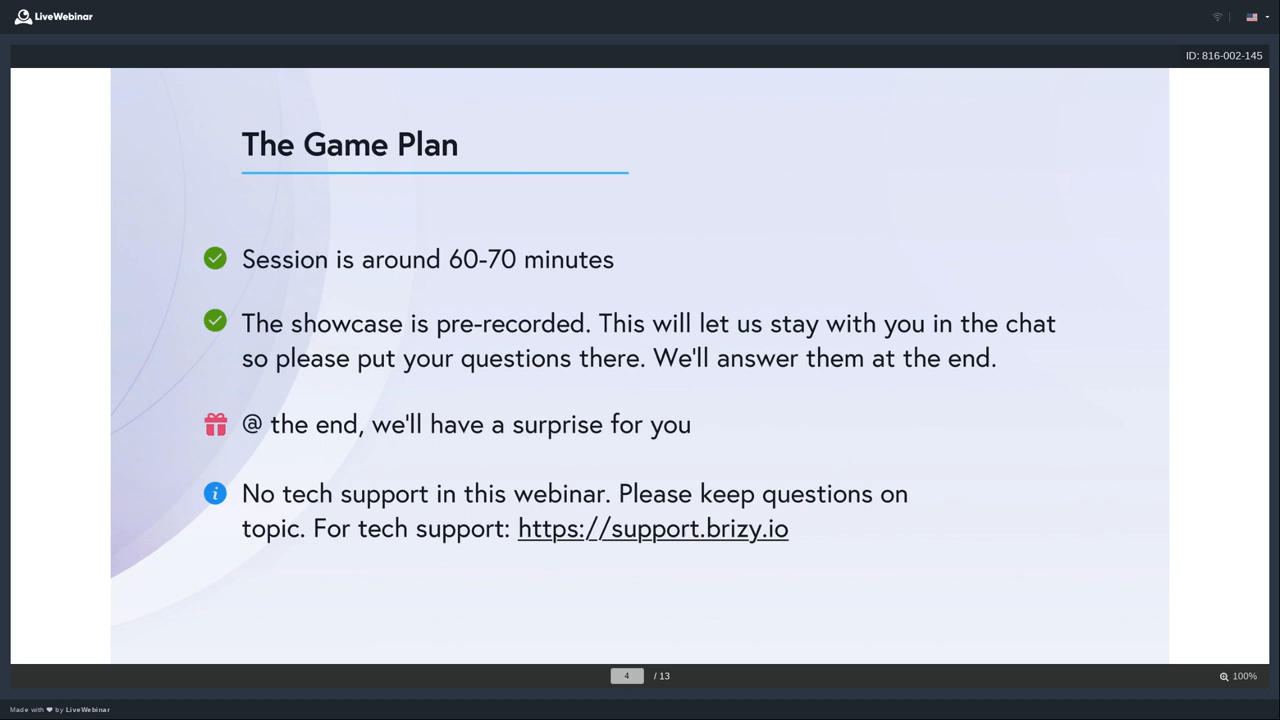 LiveWebinar
ID: 816-002-145
The Game Plan
Session is around 60-70 minutes
The showcase is pre-recorded. This will let us stay with you in the chat
so please put your questions there. We'll answer them at the end.
@ the end, we'll have a surprise for you
No tech support in this webinar. Please keep questions on
topic. For tech support: https://support.brizy.io
4 / 13
100%
Made with ❤ by LiveWebinar